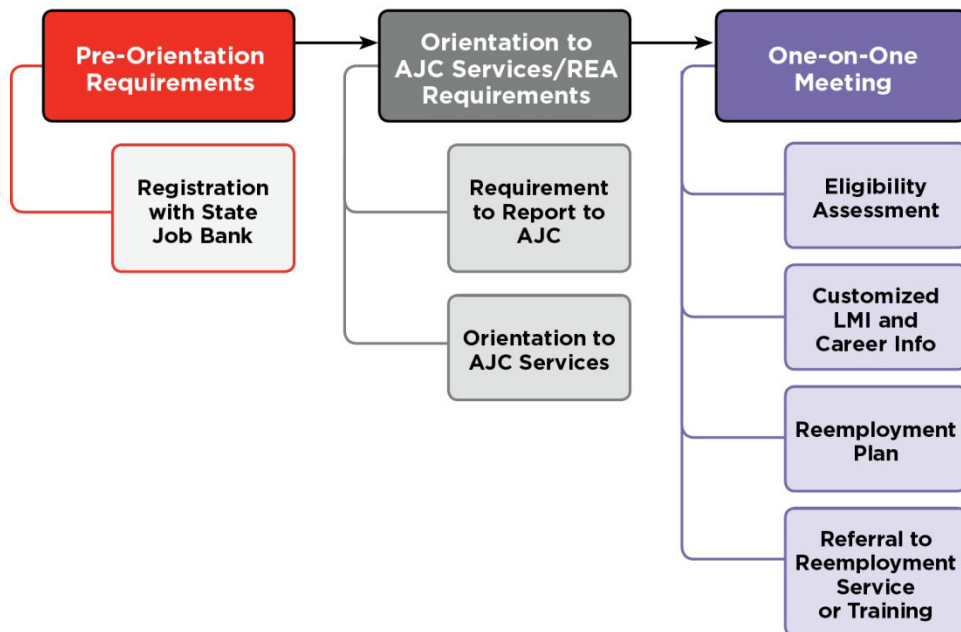 Pre-Orientation
Requirements
Registration
with State
Job Bank
Orientation to
AJC Services/REA
Requirements
Requirement
to Report to
AJC
Orientation to
AJC Services
One-on-One
Meeting
Eligibility
Assessment
Customized
LMI and
Career Info
Reemployment
Plan
Referral to
Reemployment
Service
or Training